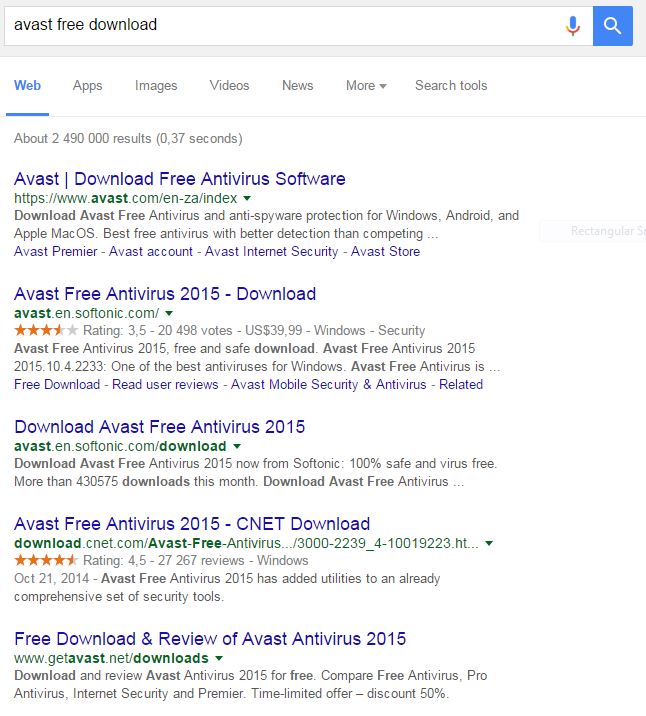 avast free download
Web Apps Images Videos News More Search tools
About 2 490 000 results (0,37 seconds)
Avast | Download Free Antivirus Software
https://www.avast.com/en-za/index
Download Avast Free Antivirus and anti-spyware protection for Windows, Android, and
Apple MacOS. Best free antivirus with better detection than competing ...
Avast Premier - Avast account - Avast Internet Security - Avast Store
Rectangular Sn
Avast Free Antivirus 2015 - Download
avast.en.softonic.com/
Rating: 3,5 - 20 498 votes - US$39,99 - Windows - Security
Avast Free Antivirus 2015, free and safe download. Avast Free Antivirus 2015
2015.10.4.2233: One of the best antiviruses for Windows. Avast Free Antivirus is ...
Free Download - Read user reviews - Avast Mobile Security & Antivirus - Related
Download Avast Free Antivirus 2015
avast.en.softonic.com/download
Download Avast Free Antivirus 2015 now from Softonic: 100% safe and virus free.
More than 430575 downloads this month. Download Avast Free Antivirus ...
Avast Free Antivirus 2015 - CNET Download
download.cnet.com/Avast-Free-Antivirus.../3000-2239_4-10019223.ht...
Rating: 4,5 - 27 267 reviews - Windows
Oct 21, 2014 - Avast Free Antivirus 2015 has added utilities to an already
comprehensive set of security tools.
Free Download & Review of Avast Antivirus 2015
www.getavast.net/downloads
Download and review Avast Antivirus 2015 for free. Compare Free Antivirus, Pro
Antivirus, Internet Security and Premier. Time-limited offer – discount 50%.